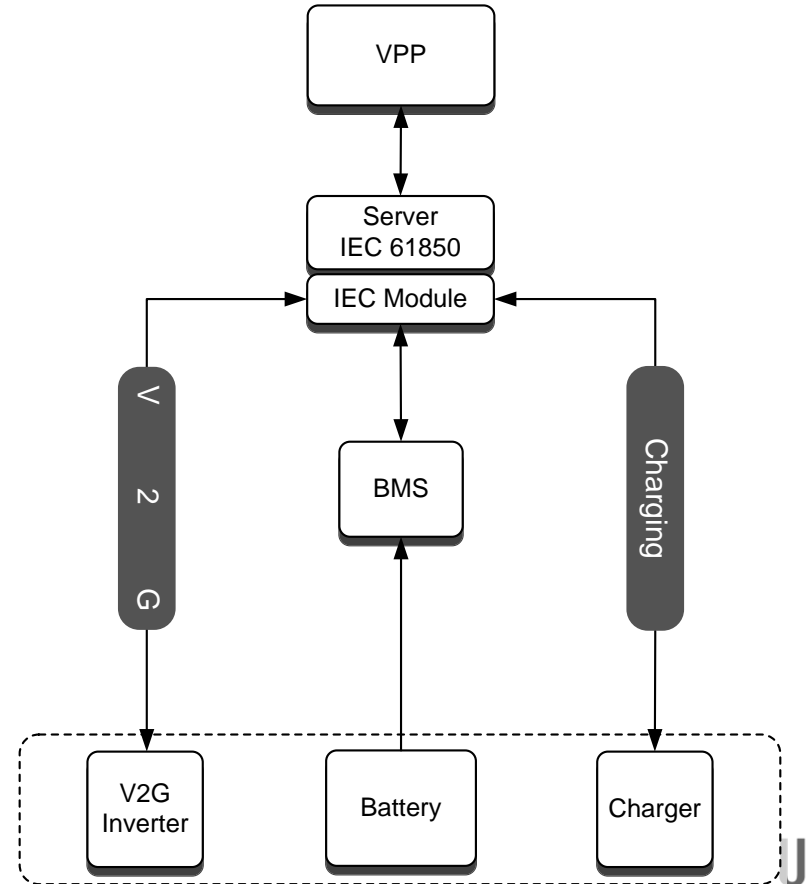 VPP
Server
IEC 61850
IEC Module
V 2 G
Charging
BMS
V2G
Inverter
Battery
Charger